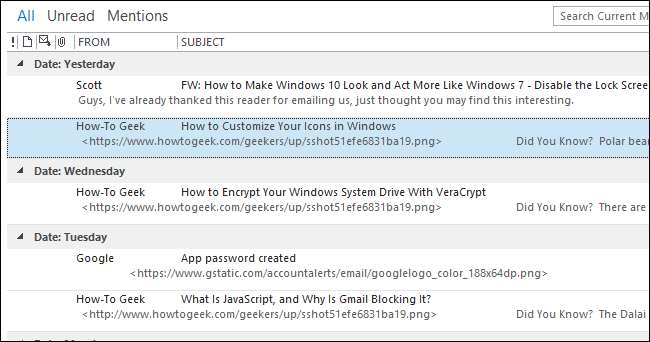 All Unread Mentions Search Current M
! FROM SUBJECT
Date: Yesterday
Scott FW: How to Make Windows 10 Look and Act More Like Windows 7 - Disable the Lock Scree
Guys, I've already thanked this reader for emailing us, just thought you may find this interesting.
How-To Geek How to Customize Your Icons in Windows
<https://www.howtogeek.com/geekers/up/sshot51efe6831ba19.png> Did You Know? Polar bear
Date: Wednesday
How-To Geek How to Encrypt Your Windows System Drive With VeraCrypt
<https://www.howtogeek.com/geekers/up/sshot51efe6831ba19.png> Did You Know? There are
Date: Tuesday
Google App password created
<https://www.gstatic.com/accountalerts/email/googlelogo_color_188x64dp.png>
How-To Geek What Is JavaScript, and Why Is Gmail Blocking It?
<http://www.howtogeek.com/geekers/up/sshot51efe6831ba19.png> Did You Know? The Dalai